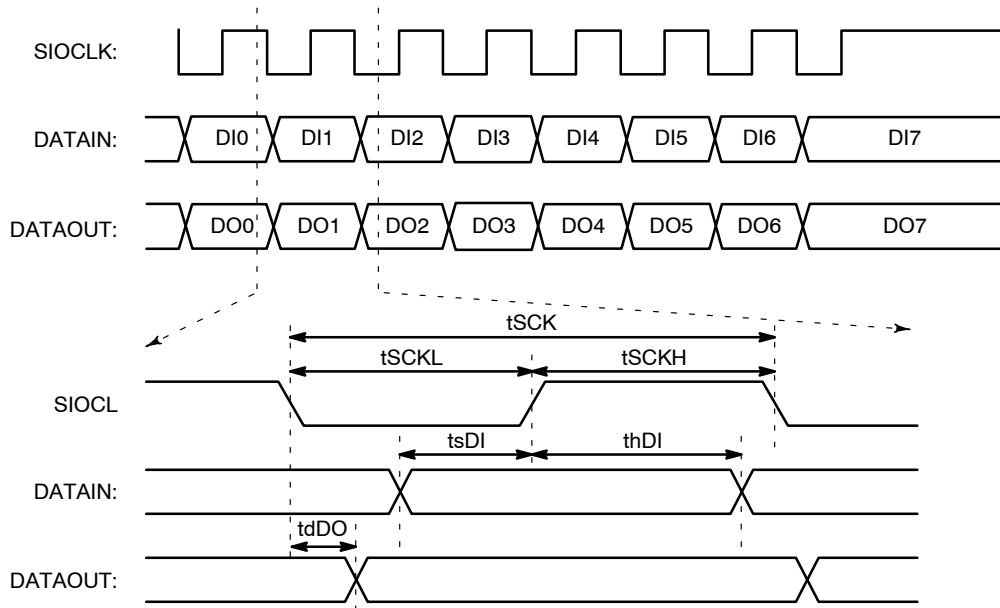 SIOCLK:
DATAIN: DI0 DI1 DI2 DI3 DI4 DI5 DI6 DI7
DATAOUT: DO0 DO1 DO2 DO3 DO4 DO5 DO6 DO7
tSCK
tSCKL tSCKH
SIOCL
tsDI thDI
DATAIN:
tdDO
DATAOUT: